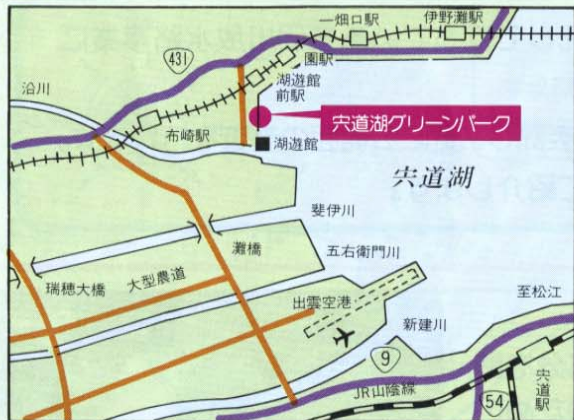 一畑口駅
伊野灘駅
431
園駅
湖遊館
前駅
沿川
布崎駅
宍道湖グリーンパーク
湖遊館
宍道湖
斐伊川
灘橋
五右衛門川
瑞穂大橋
大型農道
出雲空港
新建川
至松江
9
JR山陰線
54
宍道駅